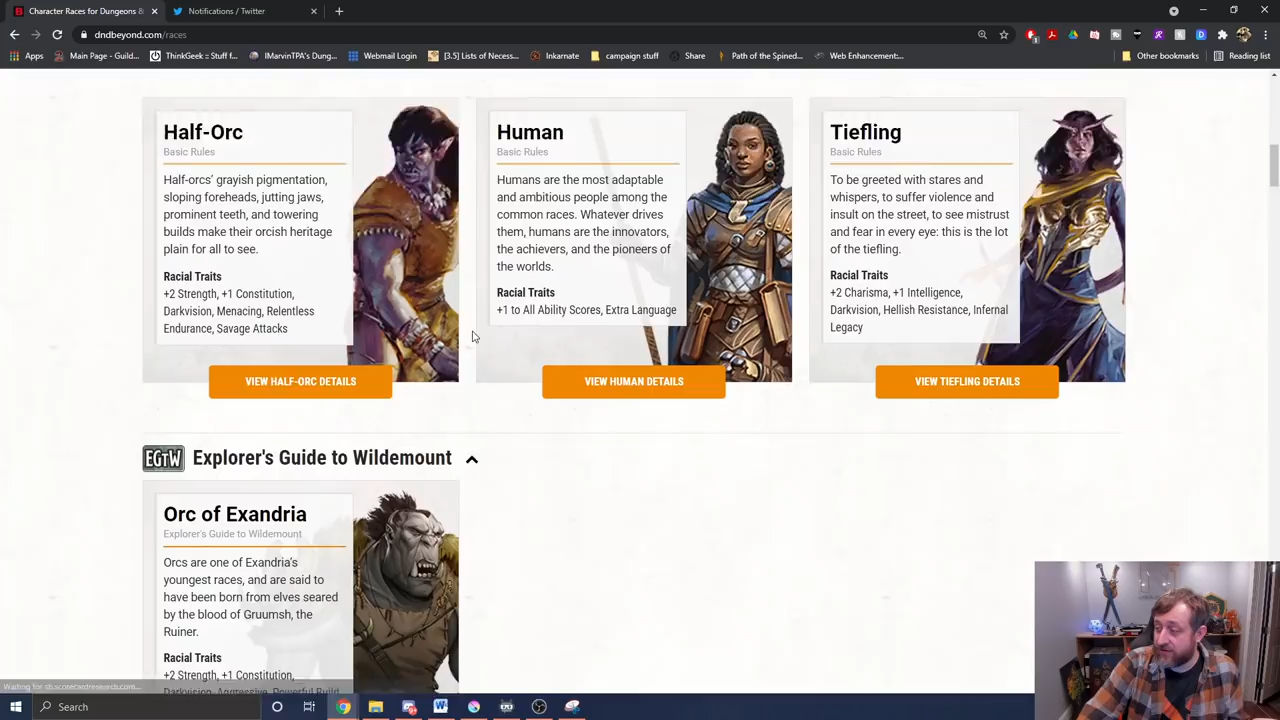 Character Races for Dungeons &
Notifications / Twitter
dndbeyond.com/races
Apps
Main Page - Guild...
ThinkGeek :: Stuff f...
IMarvinTPA's Dung...
Webmail Login
[3.5] Lists of Necess...
Inkarnate
campaign stuff
Share
Path of the Spined...
Web Enhancement:...
Other bookmarks
Reading list
Half-Orc
Basic Rules
Half-orcs’ grayish pigmentation,
sloping foreheads, jutting jaws,
prominent teeth, and towering
builds make their orcish heritage
plain for all to see.
Racial Traits
+2 Strength, +1 Constitution,
Darkvision, Menacing, Relentless
Endurance, Savage Attacks
VIEW HALF-ORC DETAILS
Human
Basic Rules
Humans are the most adaptable
and ambitious people among the
common races. Whatever drives
them, humans are the innovators,
the achievers, and the pioneers of
the worlds.
Racial Traits
+1 to All Ability Scores, Extra Language
VIEW HUMAN DETAILS
Tiefling
Basic Rules
To be greeted with stares and
whispers, to suffer violence and
insult on the street, to see mistrust
and fear in every eye: this is the lot
of the tiefling.
Racial Traits
+2 Charisma, +1 Intelligence,
Darkvision, Hellish Resistance, Infernal
Legacy
VIEW TIEFLING DETAILS
EGtW Explorer's Guide to Wildemount
Orc of Exandria
Explorer's Guide to Wildemount
Orcs are one of Exandria’s
youngest races, and are said to
have been born from elves seared
by the blood of Gruumsh, the
Ruiner.
Racial Traits
+2 Strength, +1 Constitution,
Darkvision, Aggressive, Powerful Build
Waiting for sb.scorecardresearch.com...
Search